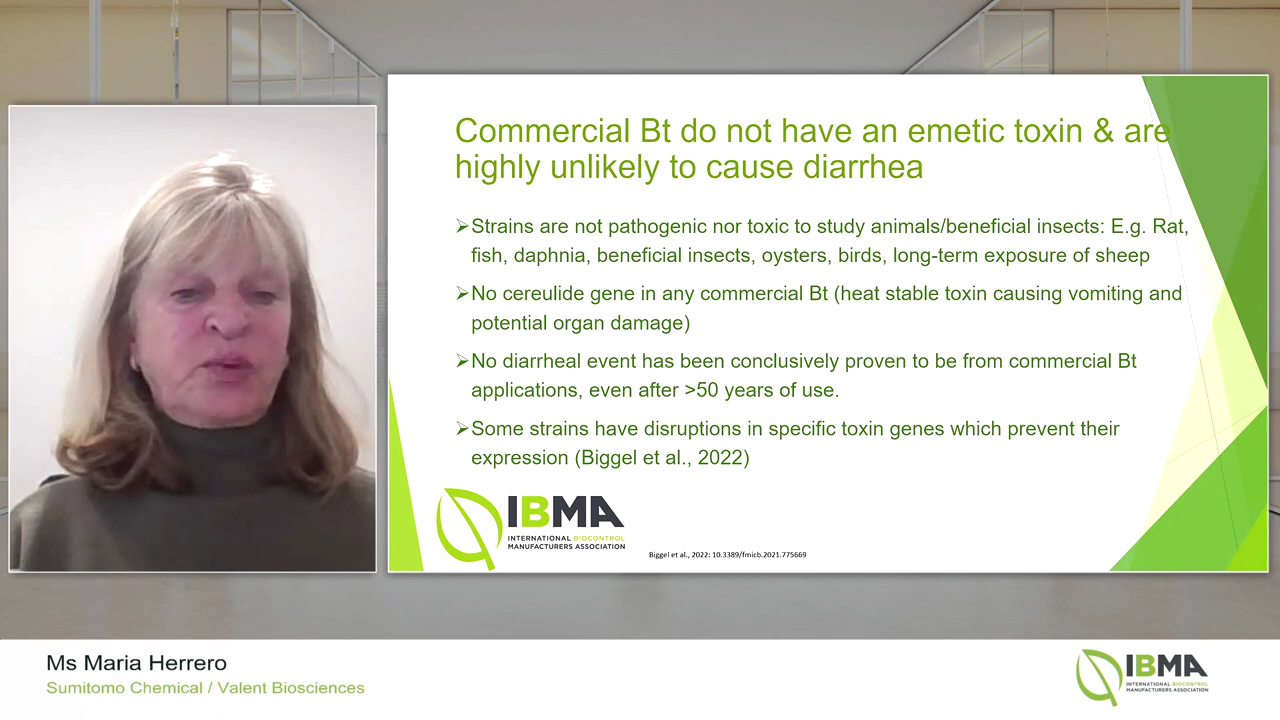 Commercial Bt do not have an emetic toxin & are
highly unlikely to cause diarrhea
➢Strains are not pathogenic nor toxic to study animals/beneficial insects: E.g. Rat,
fish, daphnia, beneficial insects, oysters, birds, long-term exposure of sheep
➢No cereulide gene in any commercial Bt (heat stable toxin causing vomiting and
potential organ damage)
➢No diarrheal event has been conclusively proven to be from commercial Bt
applications, even after >50 years of use.
➢Some strains have disruptions in specific toxin genes which prevent their
expression (Biggel et al., 2022)
IBMA
INTERNATIONAL BIOCONTROL
MANUFACTURERS ASSOCIATION
Biggel et al., 2022: 10.3389/fmicb.2021.775669
Ms Maria Herrero
Sumitomo Chemical / Valent Biosciences
IBMA
INTERNATIONAL BIOCONTROL
MANUFACTURERS ASSOCIATION